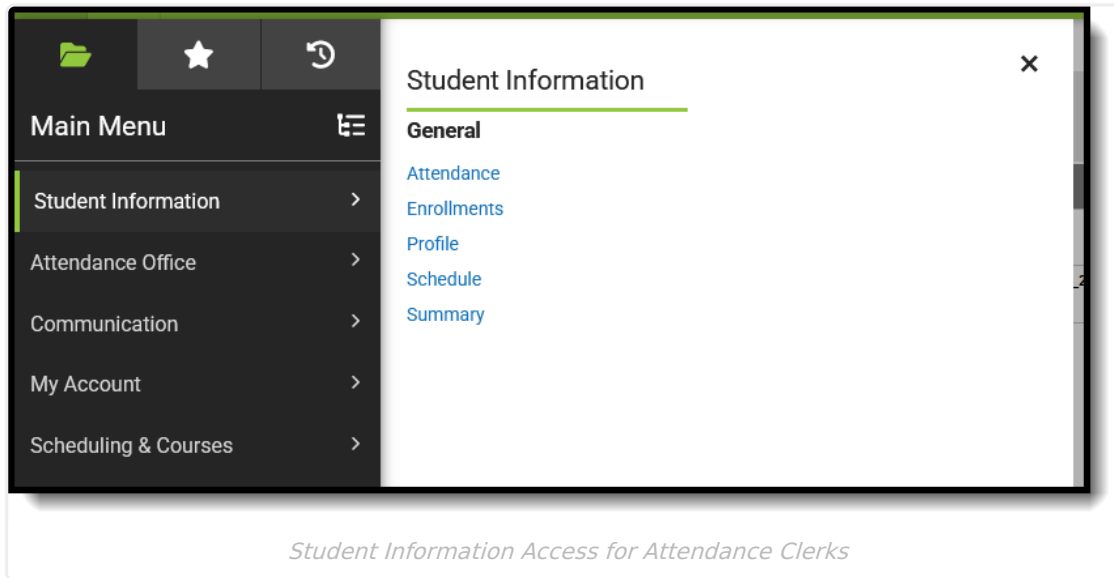 Main Menu
Student Information
Attendance Office
Communication
My Account
Scheduling & Courses
Student Information
General
Attendance
Enrollments
Profile
Schedule
Summary
_2
Student Information Access for Attendance Clerks